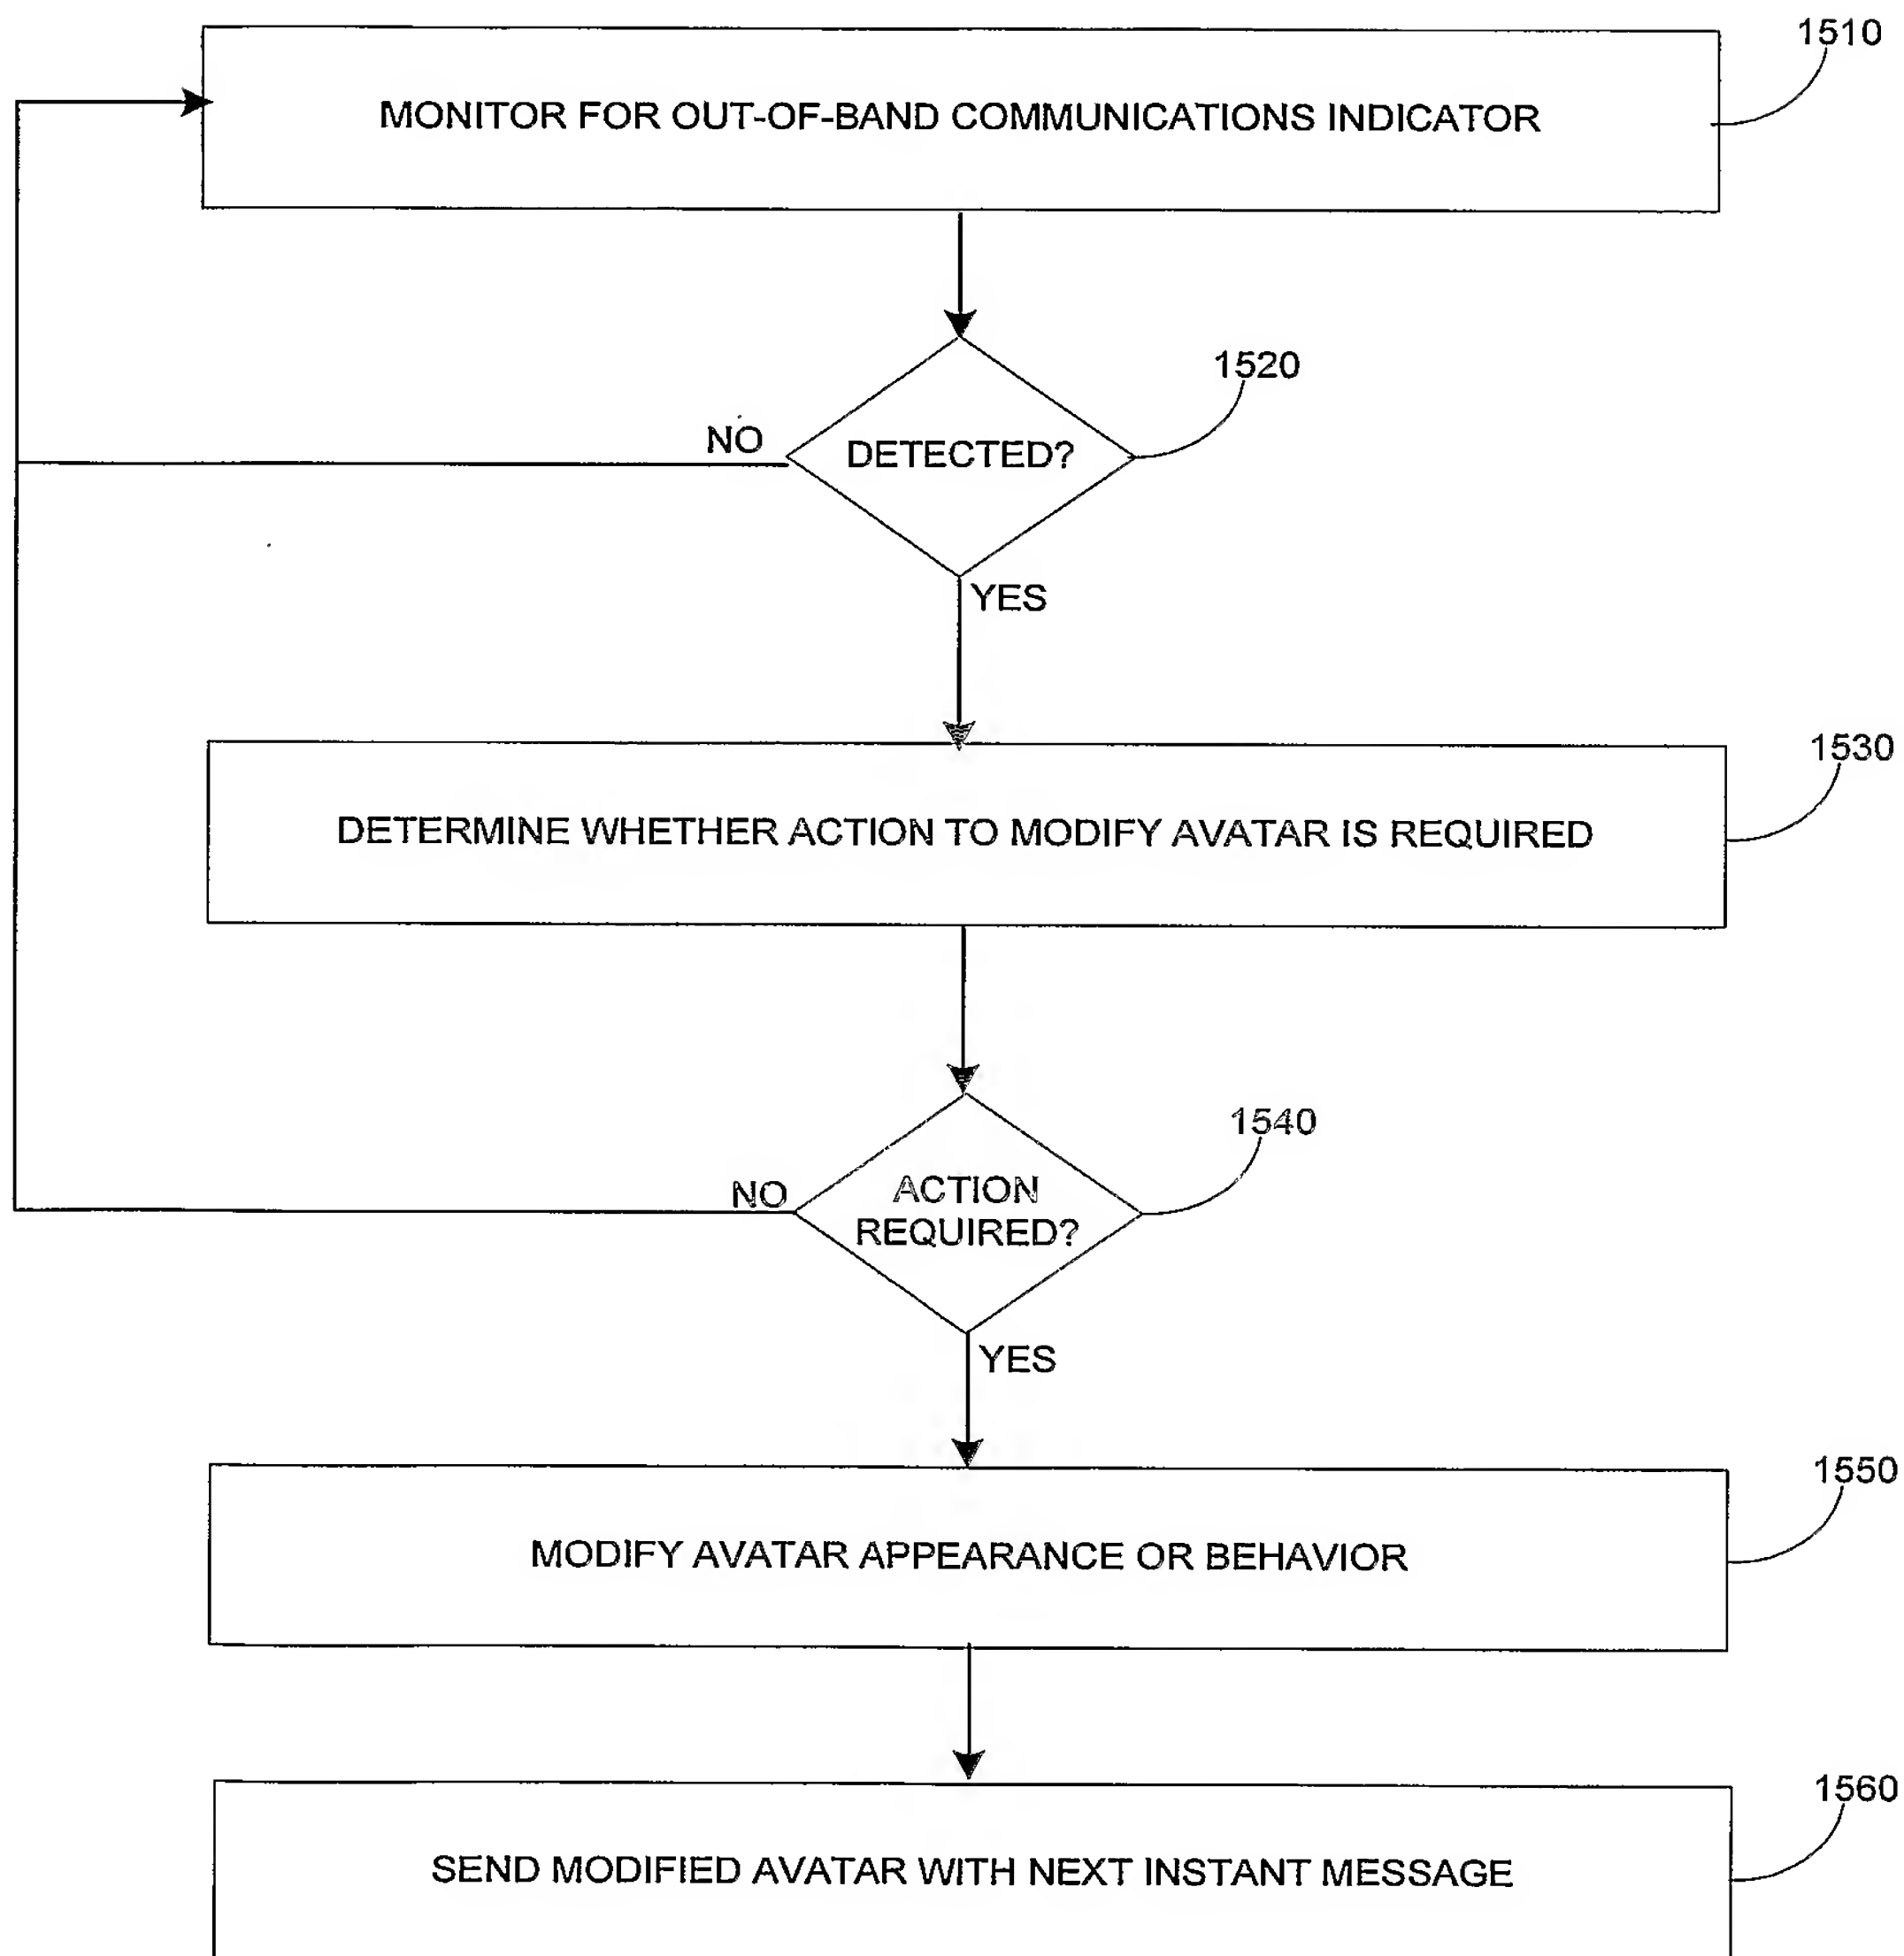 1510
MONITOR FOR OUT-OF-BAND COMMUNICATIONS INDICATOR
1520
NO
DETECTED?
YES
1530
DETERMINE WHETHER ACTION TO MODIFY AVATAR IS REQUIRED
1540
NO
ACTION
REQUIRED?
YES
1550
MODIFY AVATAR APPEARANCE OR BEHAVIOR
1560
SEND MODIFIED AVATAR WITH NEXT INSTANT MESSAGE